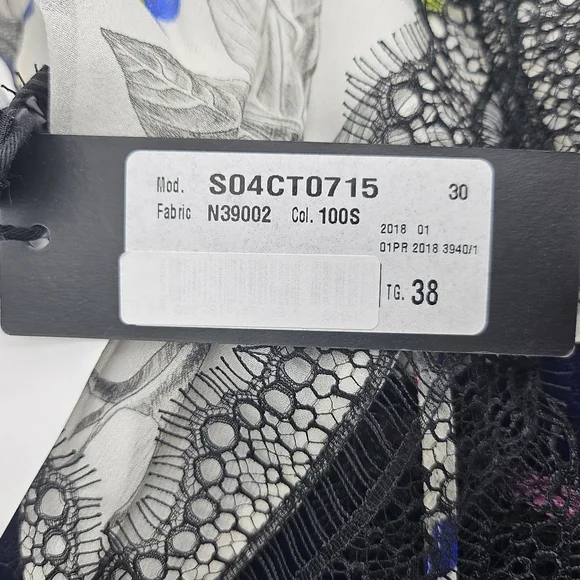 Mod. S04CT0715 30
Fabric N39002 Col. 100S
2018 01
01PR 2018 3940/1
TG. 38